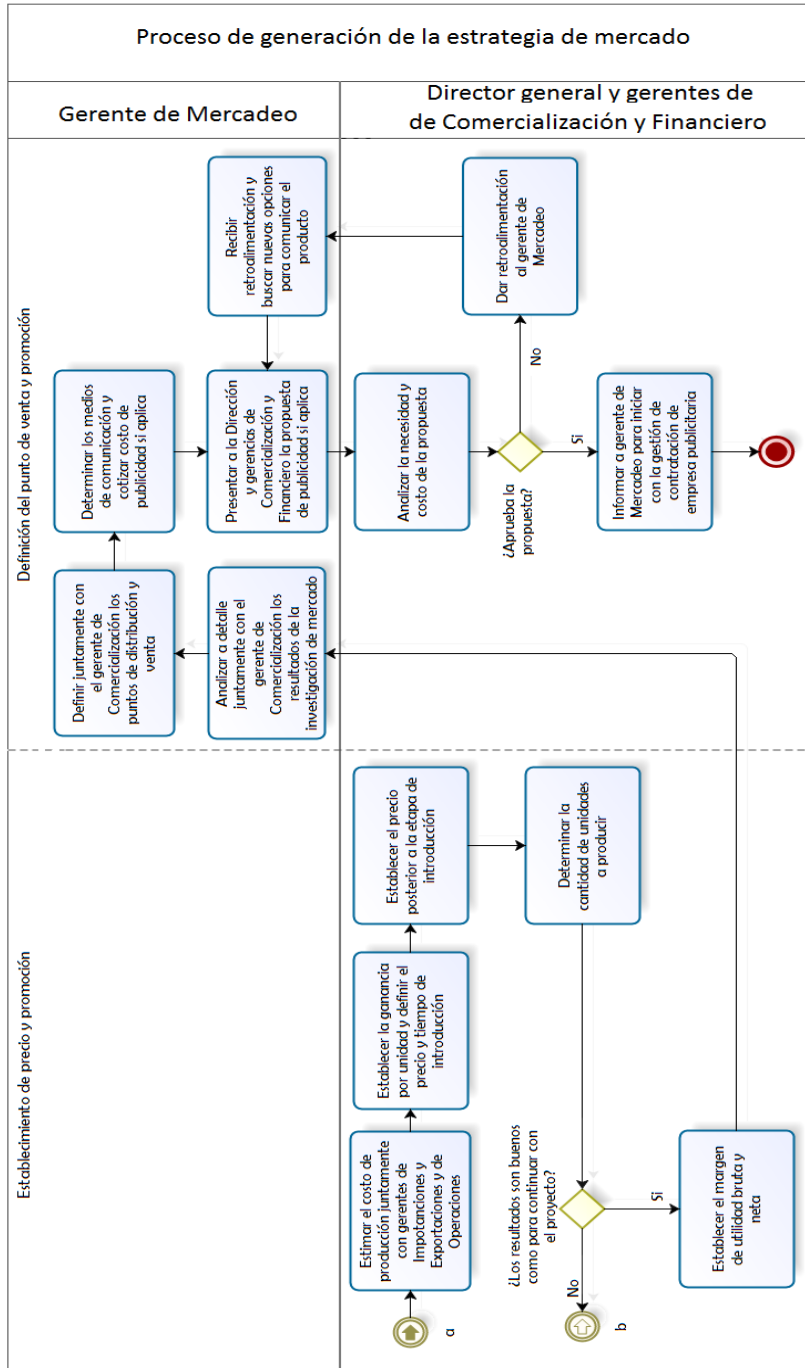 Proceso de generación de la estrategia de mercado
Gerente de Mercadeo
Director general y gerentes de
de Comercialización y Financiero
Establecimiento de precio y promoción
Definición del punto de venta y promoción
a
Estimar el costo de
producción juntamente
con gerentes de
Impotanciones y
Exportaciones y de
Operaciones
Establecer la ganancia
por unidad y definir el
precio y tiempo de
introducción
Establecer el precio
posterior a la etapa de
introducción
Determinar la
cantidad de unidades
a producir
¿Los resultados son buenos
como para continuar con
el proyecto?
No
b
Si
Establecer el margen
de utilidad bruta y
neta
Analizar a detalle
juntamente con el
gerente de
Comercialización los
resultados de la
investigación de mercado
Definir juntamente con
el gerente de
Comercialización los
puntos de distribución y
venta
Determinar los medios
de comunicación y
cotizar costo de
publicidad si aplica
Presentar a la Dirección
y gerencias de
Comercialización y
Financiero la propuesta
de publicidad si aplica
Recibir
retroalimentación y
buscar nuevas opciones
para comunicar el
producto
Analizar la necesidad y
costo de la propuesta
¿Aprueba la
propuesta?
No
Dar retroalimentación
al gerente de
Mercadeo
Si
Informar a gerente de
Mercadeo para iniciar
con la gestión de
contratación de
empresa publicitaria